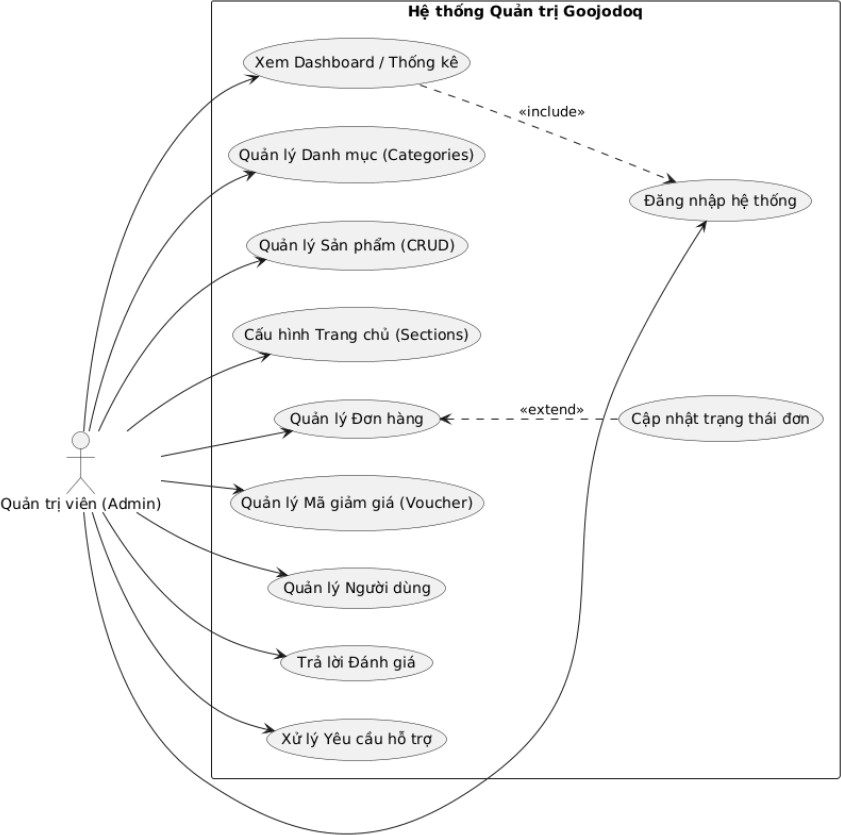 Hệ thống Quản trị Goojodoq
Xem Dashboard / Thống kê
«include»
Quản lý Danh mục (Categories)
Đăng nhập hệ thống
Quản lý Sản phẩm (CRUD)
Cấu hình Trang chủ (Sections)
Quản lý Đơn hàng
«extend»
Cập nhật trạng thái đơn
Quản trị viên (Admin)
Quản lý Mã giảm giá (Voucher)
Quản lý Người dùng
Trả lời Đánh giá
Xử lý Yêu cầu hỗ trợ